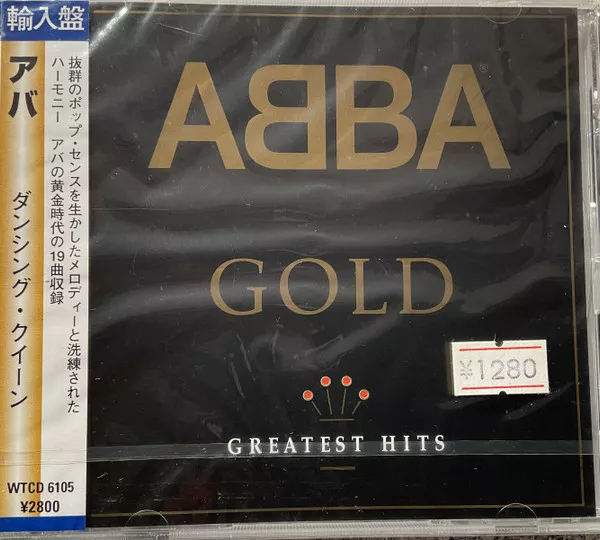 輸入盤
アバ
ダンシング・クイーン
抜群のポップ・センスを生かしたメロディーと洗練された
ハーモニー アバの黄金時代の19曲収録
WTCD 6105
¥2800
ABBA®
GOLD
¥1280
GREATEST HITS